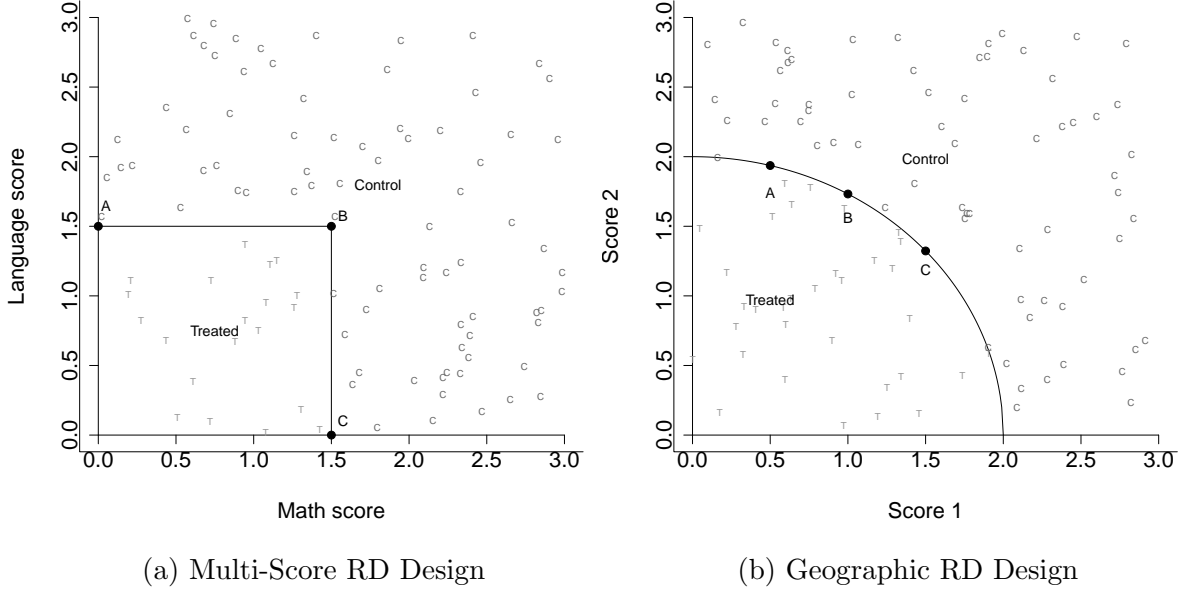 3.0
2.5
2.0
1.5
1.0
0.5
0.0
Language score
A
B
C
Control
Treated
0.0 0.5 1.0 1.5 2.0 2.5 3.0
Math score
(a) Multi-Score RD Design
3.0
2.5
2.0
1.5
1.0
0.5
0.0
Score 2
A
B
C
Control
Treated
0.0 0.5 1.0 1.5 2.0 2.5 3.0
Score 1
(b) Geographic RD Design